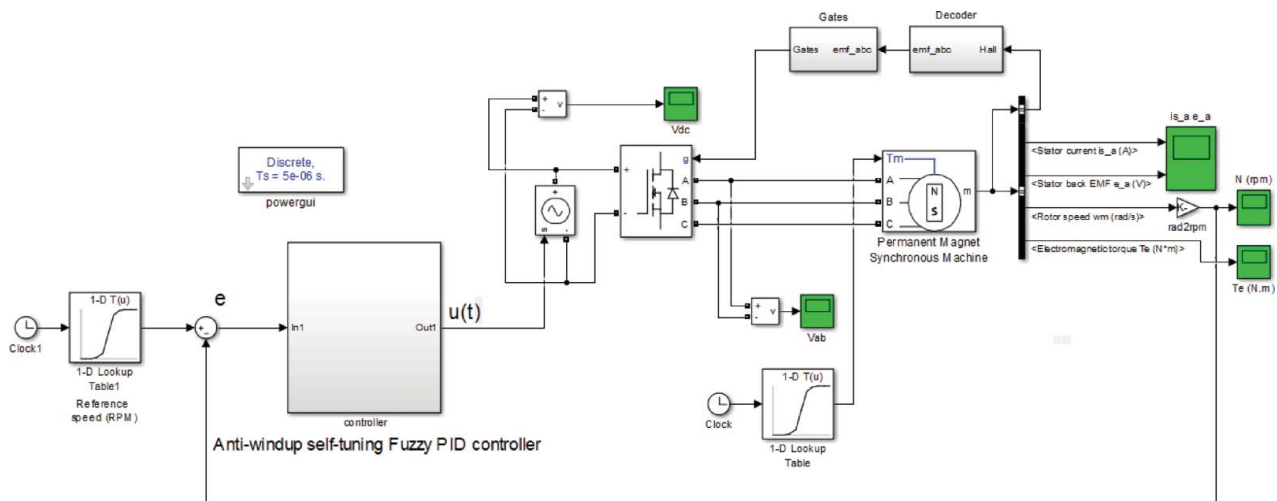 Gates
Decoder
Gates
emf_abc
emf_abc
Hall
+
-
v
Vdc
is_a e_a
Discrete,
Ts = 5e-06 s.
powergui
+
s
-
+
-
g
A
B
C
Tm
A
B
C
N
S
m
Permanent Magnet
Synchronous Machine
<Stator current is_a (A)>
<Stator back EMF e_a (V)>
<Rotor speed wm (rad/s)>
<Electromagnetic torque Te (N*m)>
K-
rad2rpm
N (rpm)
Te (N.m)
+
-
v
Vab
1-D T(u)
Clock1
1-D Lookup
Table1
Reference
speed (RPM)
e
+
-
In1
Out1
controller
u(t)
Anti-windup self-tuning Fuzzy PID controller
Clock
1-D T(u)
1-D Lookup
Table